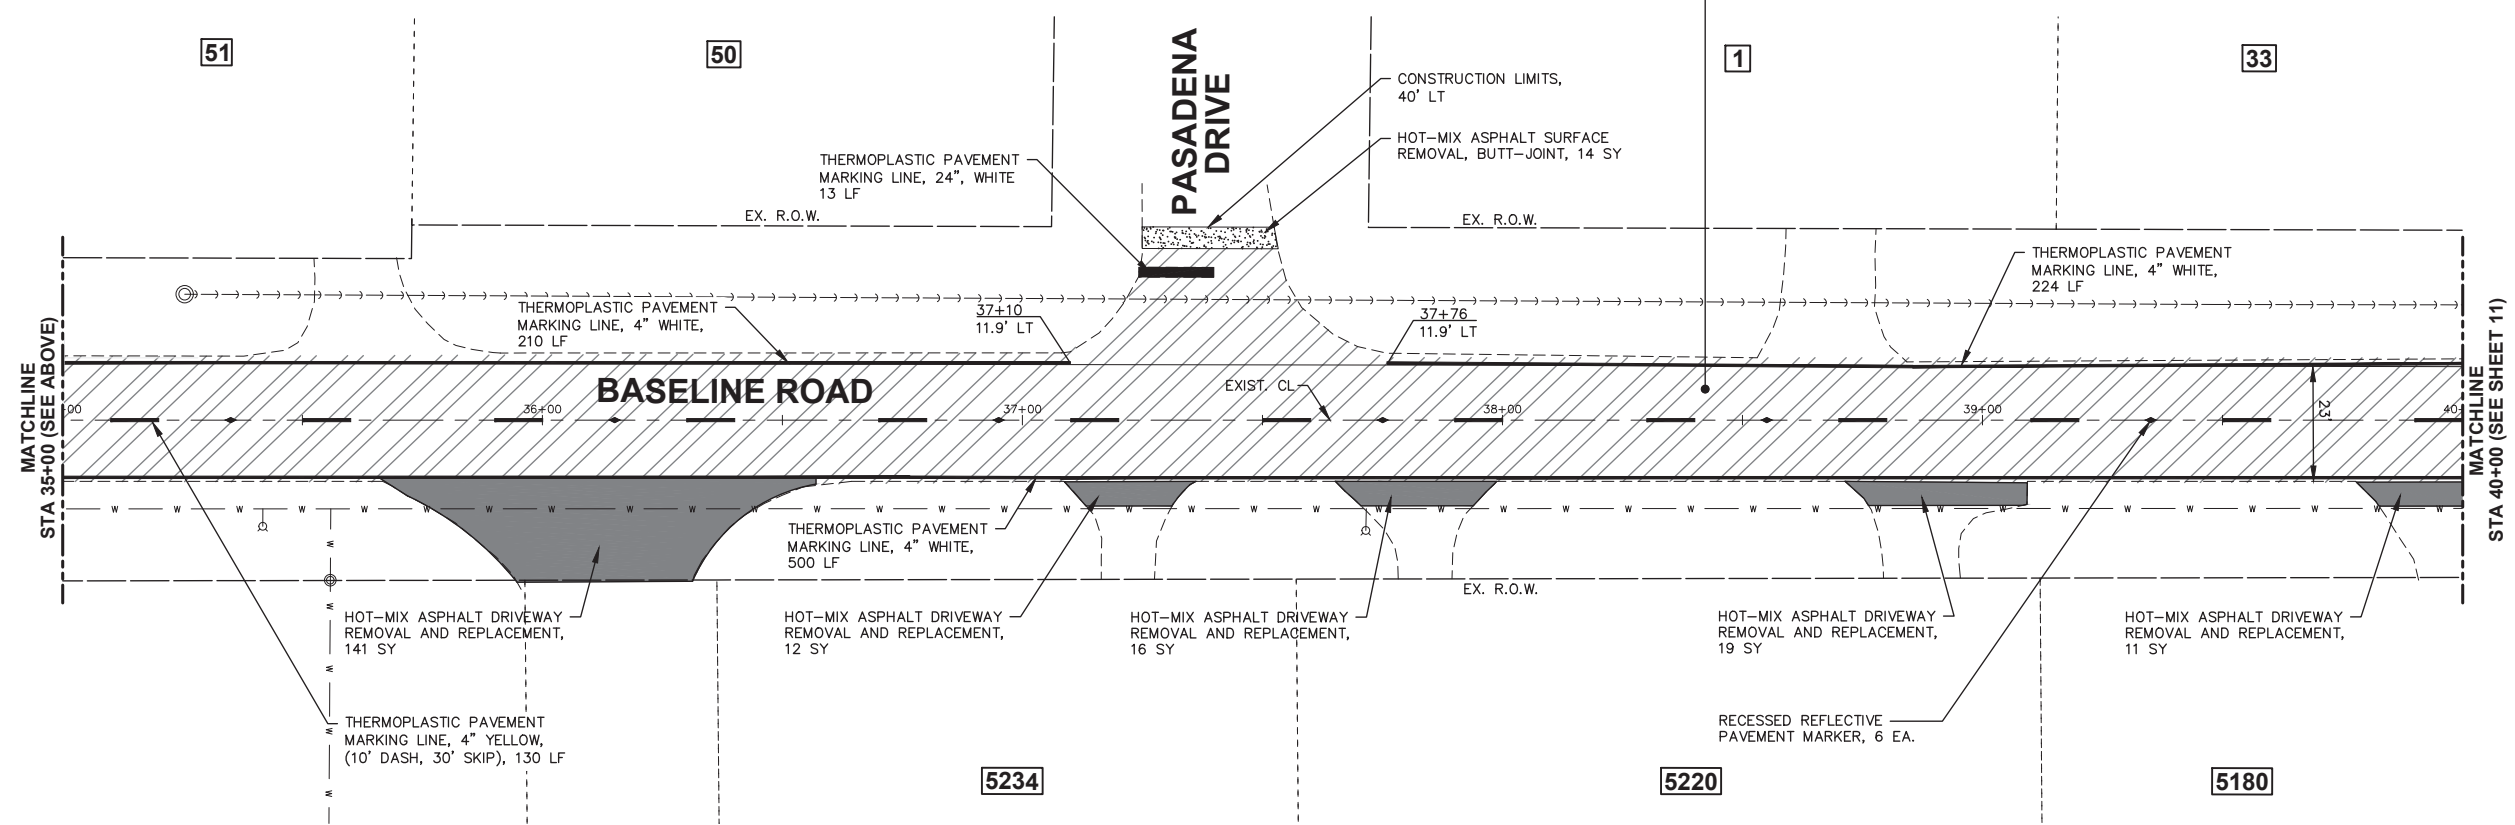 51
50
1
33
PASADENA
DRIVE
CONSTRUCTION LIMITS,
40' LT
HOT-MIX ASPHALT SURFACE
REMOVAL, BUTT-JOINT, 14 SY
THERMOPLASTIC PAVEMENT
MARKING LINE, 24", WHITE
13 LF
EX. R.O.W.
EX. R.O.W.
THERMOPLASTIC PAVEMENT
MARKING LINE, 4" WHITE,
224 LF
THERMOPLASTIC PAVEMENT
MARKING LINE, 4" WHITE,
210 LF
37+10
11.9' LT
37+76
11.9' LT
MATCHLINE
STA 35+00 (SEE ABOVE)
BASELINE ROAD
EXIST. CL
+00
36+00
37+00
38+00
39+00
40+
23'
MATCHLINE
STA 40+00 (SEE SHEET 11)
W W W W W W W W W W W W W W W W W W W W W W W W W W W W W W W W W W W W W W W
THERMOPLASTIC PAVEMENT
MARKING LINE, 4" WHITE,
500 LF
EX. R.O.W.
HOT-MIX ASPHALT DRIVEWAY
REMOVAL AND REPLACEMENT,
141 SY
HOT-MIX ASPHALT DRIVEWAY
REMOVAL AND REPLACEMENT,
12 SY
HOT-MIX ASPHALT DRIVEWAY
REMOVAL AND REPLACEMENT,
16 SY
HOT-MIX ASPHALT DRIVEWAY
REMOVAL AND REPLACEMENT,
19 SY
HOT-MIX ASPHALT DRIVEWAY
REMOVAL AND REPLACEMENT,
11 SY
W
W
W
W
W
THERMOPLASTIC PAVEMENT
MARKING LINE, 4" YELLOW,
(10' DASH, 30' SKIP), 130 LF
RECESSED REFLECTIVE
PAVEMENT MARKER, 6 EA.
5234
5220
5180